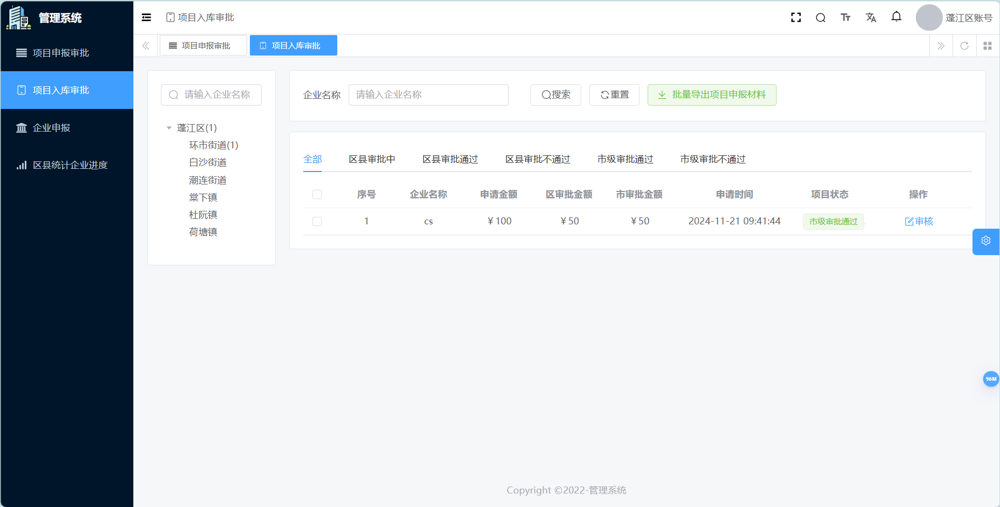 管理系统
项目申报审批
项目入库审批
企业申报
区县统计企业进度
项目入库审批
蓬江区账号
项目申报审批
项目入库审批
请输入企业名称
蓬江区(1)
环市街道(1)
白沙街道
潮连街道
棠下镇
杜阮镇
荷塘镇
企业名称 请输入企业名称 搜索 重置 批量导出项目申报材料
全部 区县审批中 区县审批通过 区县审批不通过 市级审批通过 市级审批不通过
序号 企业名称 申请金额 区审批金额 市审批金额 申请时间 项目状态 操作
1 cs ￥100 ￥50 ￥50 2024-11-21 09:41:44 市级审批通过 审核
96M
Copyright ©2022-管理系统